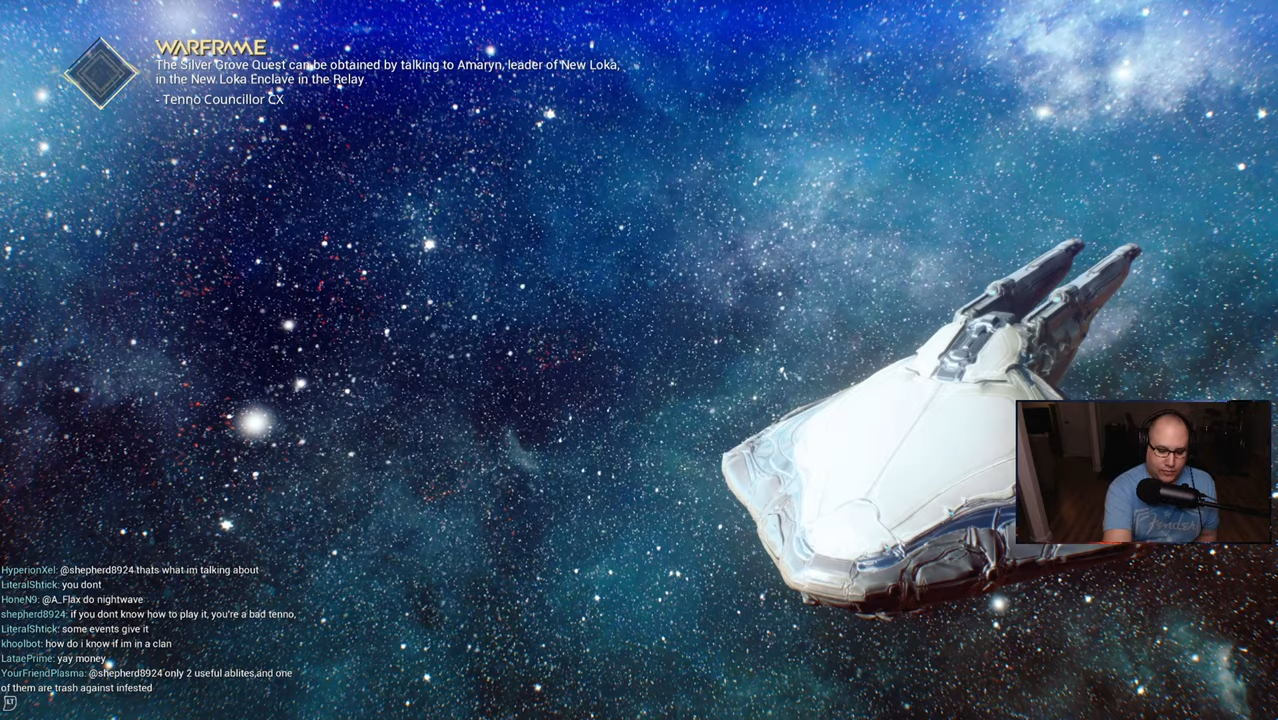 WARFRAME
The Silver Grove Quest can be obtained by talking to Amaryn, leader of New Loka,
in the New Loka Enclave in the Relay.
- Tenno Councillor CX
HyperionXel: @shepherd8924 thats what im talking about
LiteralShtick: you dont
HoneN9: @A_Flax do nightwave
shepherd8924: if you dont know how to play it, you're a bad tenno,
LiteralShtick: some events give it
khoolbot: how do i know if im in a clan
LataePrime: yay money
YourFriendPlasma: @shepherd8924 only 2 useful ablites,and one
of them are trash against infested
LT
Fender